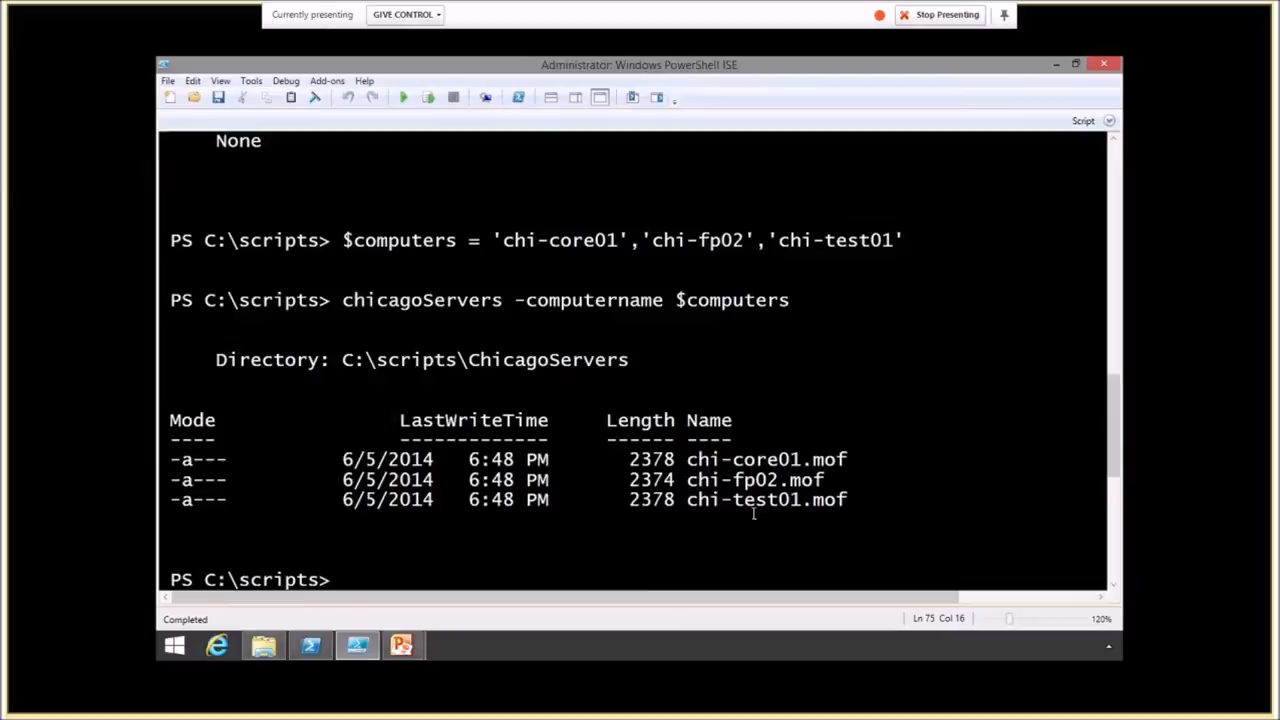 Currently presenting GIVE CONTROL Stop Presenting
Administrator: Windows PowerShell ISE
File Edit View Tools Debug Add-ons Help
Script
None
PS C:\scripts> $computers = 'chi-core01','chi-fp02','chi-test01'
PS C:\scripts> chicagoServers -computername $computers
Directory: C:\scripts\ChicagoServers
Mode LastWriteTime Length Name
---- ------------- ------ ----
-a--- 6/5/2014 6:48 PM 2378 chi-core01.mof
-a--- 6/5/2014 6:48 PM 2374 chi-fp02.mof
-a--- 6/5/2014 6:48 PM 2378 chi-test01.mof
PS C:\scripts>
Completed Ln 75 Col 16 120%